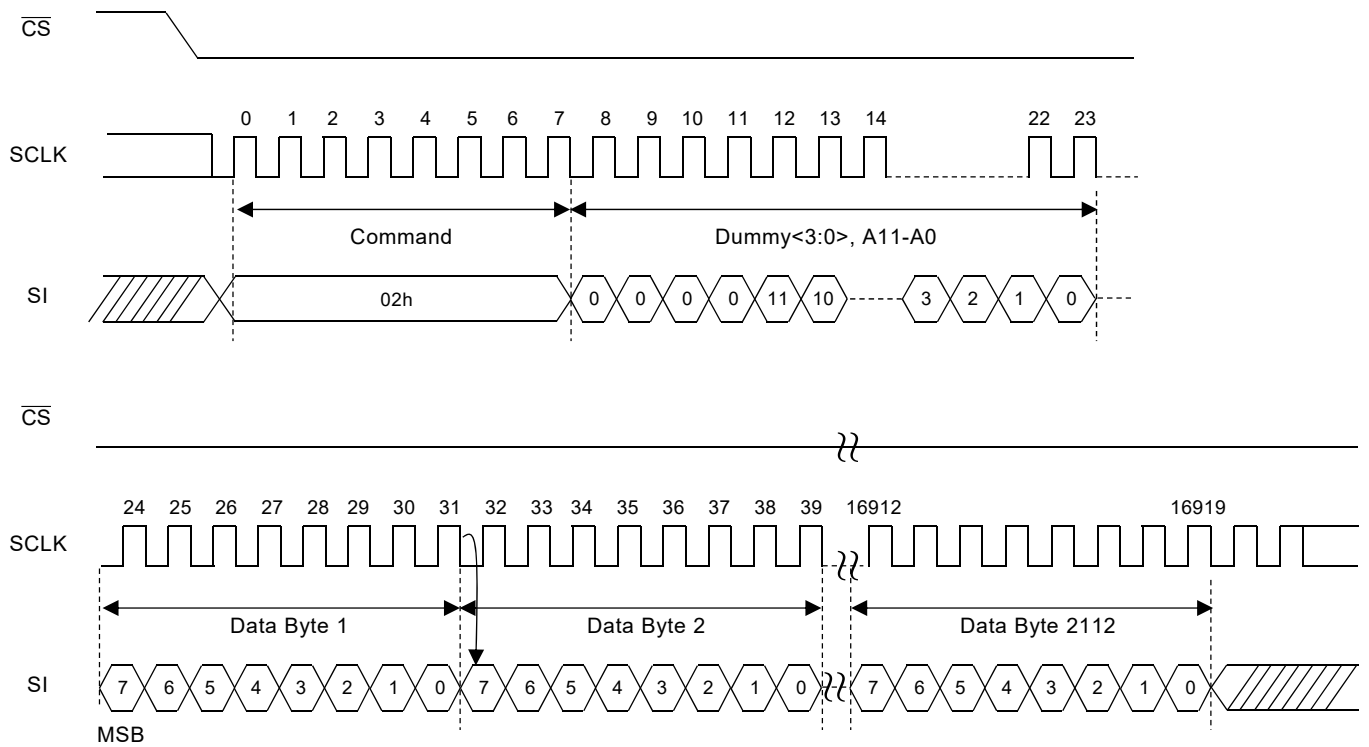 CS
0 1 2 3 4 5 6 7 8 9 10 11 12 13 14 22 23
SCLK
Command Dummy<3:0>, A11-A0
SI 02h 0 0 0 0 11 10 3 2 1 0
CS
24 25 26 27 28 29 30 31 32 33 34 35 36 37 38 39 16912 16919
SCLK
Data Byte 1 Data Byte 2 Data Byte 2112
SI 7 6 5 4 3 2 1 0 7 6 5 4 3 2 1 0 7 6 5 4 3 2 1 0
MSB